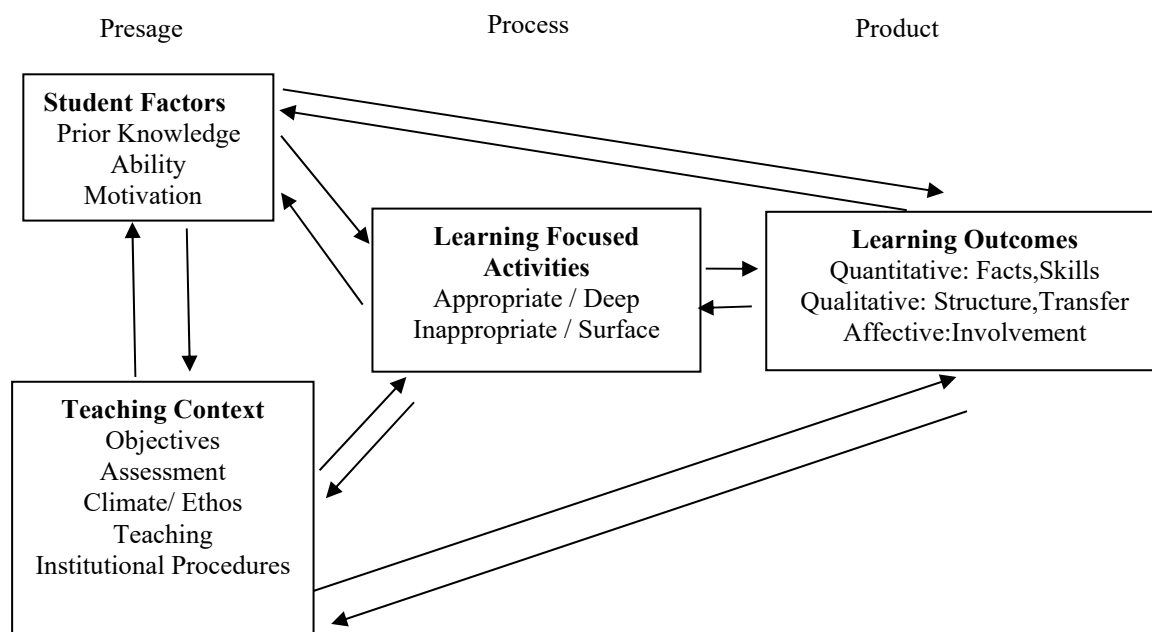 Presage
Process
Product
Student Factors
Prior Knowledge
Ability
Motivation
Learning Focused
Activities
Appropriate / Deep
Inappropriate / Surface
Learning Outcomes
Quantitative: Facts,Skills
Qualitative: Structure,Transfer
Affective:Involvement
Teaching Context
Objectives
Assessment
Climate/ Ethos
Teaching
Institutional Procedures